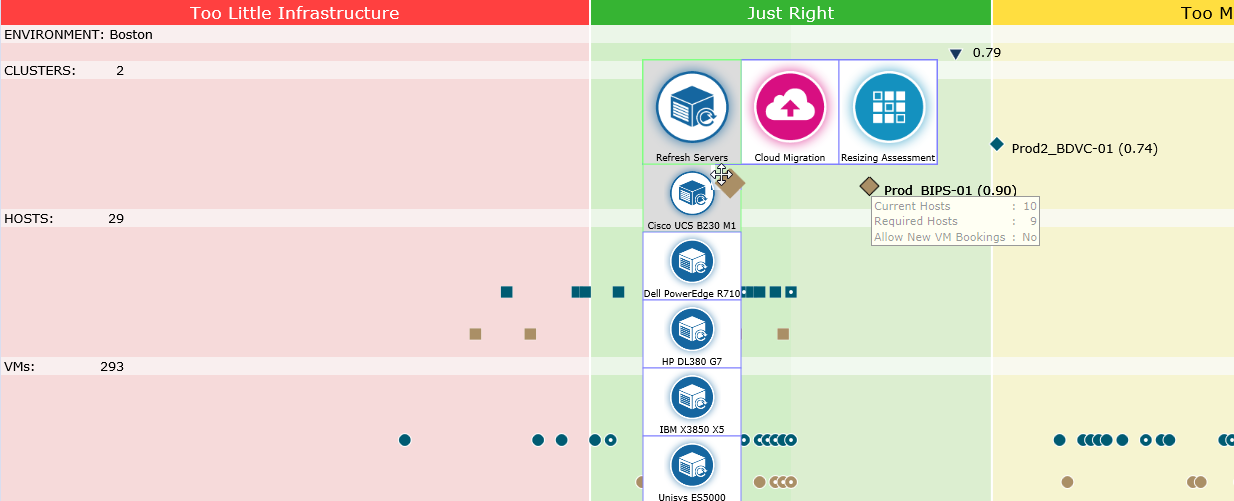 Too Little Infrastructure
Just Right
Too M
ENVIRONMENT: Boston
0.79
CLUSTERS: 2
Refresh Servers
Cloud Migration
Resizing Assessment
Prod2_BDVC-01 (0.74)
Prod_BIPS-01 (0.90)
Current Hosts : 10
Required Hosts : 9
Allow New VM Bookings : No
HOSTS: 29
Cisco UCS B230 M1
Dell PowerEdge R710
HP DL380 G7
VMs: 293
IBM X3850 X5
Unisys ES5000